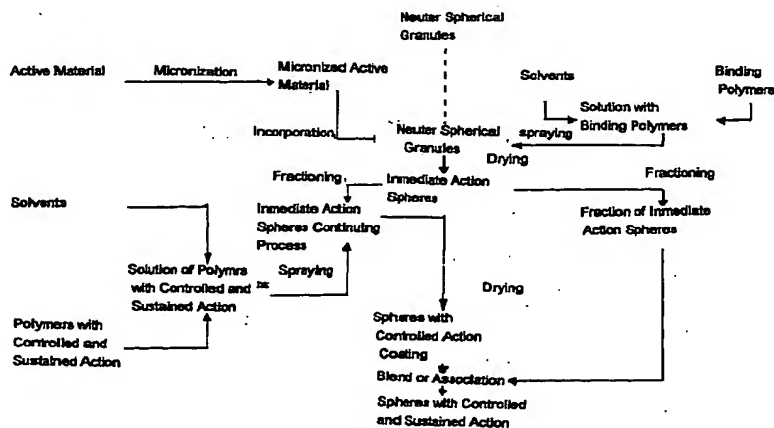 Neuter Spherical
Granules
Active Material
Micronization
Micronized Active
Material
Solvents
Binding
Polymers
Solution with
Binding Polymers
Incorporation
Neuter Spherical
Granules
spraying
Drying
Fractioning
Inmediate Action
Spheres
Fractioning
Solvents
Inmediate Action
Spheres Continuing
Process
Fraction of Inmediate
Action Spheres
Solution of Polymrs
with Controlled and
Sustained Action
Spraying
Drying
Polymers with
Controlled and
Sustained Action
Spheres with
Controlled Action
Coating
Blend or Association
Spheres with Controlled
and Sustained Action